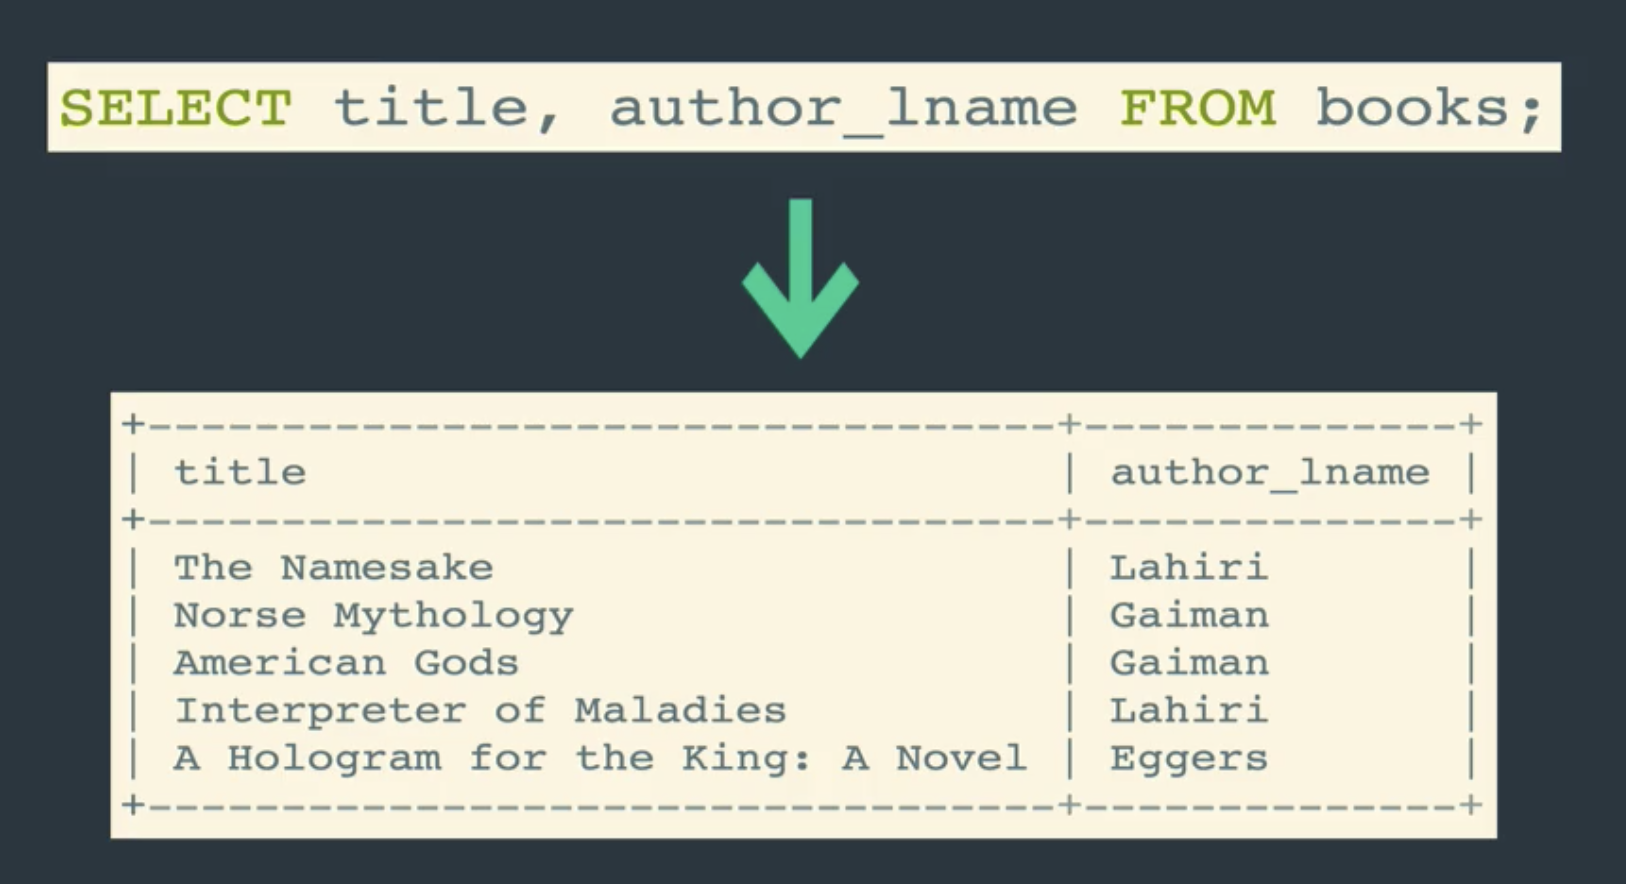 SELECT title, author_lname FROM books;
+----------------------------------+--------------+
| title                            | author_lname |
+----------------------------------+--------------+
| The Namesake                     | Lahiri       |
| Norse Mythology                  | Gaiman       |
| American Gods                    | Gaiman       |
| Interpreter of Maladies          | Lahiri       |
| A Hologram for the King: A Novel | Eggers       |
+----------------------------------+--------------+